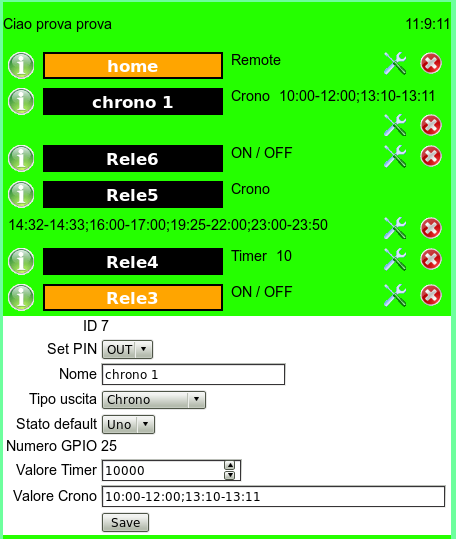 Ciao prova prova 11:9:11
home Remote
chrono 1 Crono 10:00-12:00;13:10-13:11
Rele6 ON / OFF
Rele5 Crono
14:32-14:33;16:00-17:00;19:25-22:00;23:00-23:50
Rele4 Timer 10
Rele3 ON / OFF
ID 7
Set PIN OUT
Nome chrono 1
Tipo uscita Chrono
Stato default Uno
Numero GPIO 25
Valore Timer 10000
Valore Crono 10:00-12:00;13:10-13:11
Save